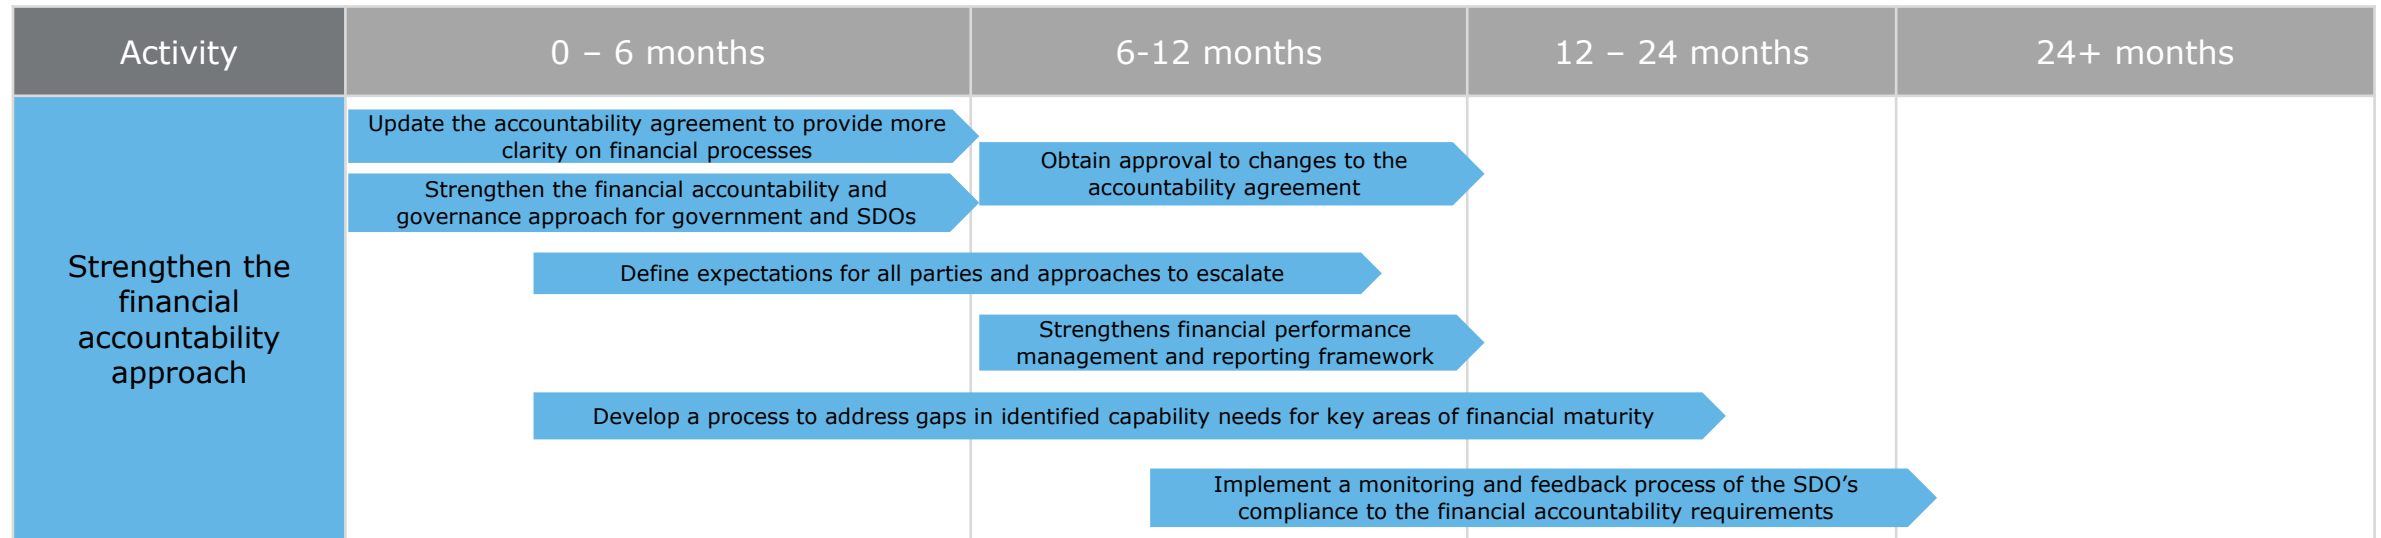 Activity
0 – 6 months
6-12 months
12 – 24 months
24+ months
Strengthen the
financial
accountability
approach
Update the accountability agreement to provide more
clarity on financial processes
Strengthen the financial accountability and
governance approach for government and SDOs
Obtain approval to changes to the
accountability agreement
Define expectations for all parties and approaches to escalate
Strengthens financial performance
management and reporting framework
Develop a process to address gaps in identified capability needs for key areas of financial maturity
Implement a monitoring and feedback process of the SDO’s
compliance to the financial accountability requirements